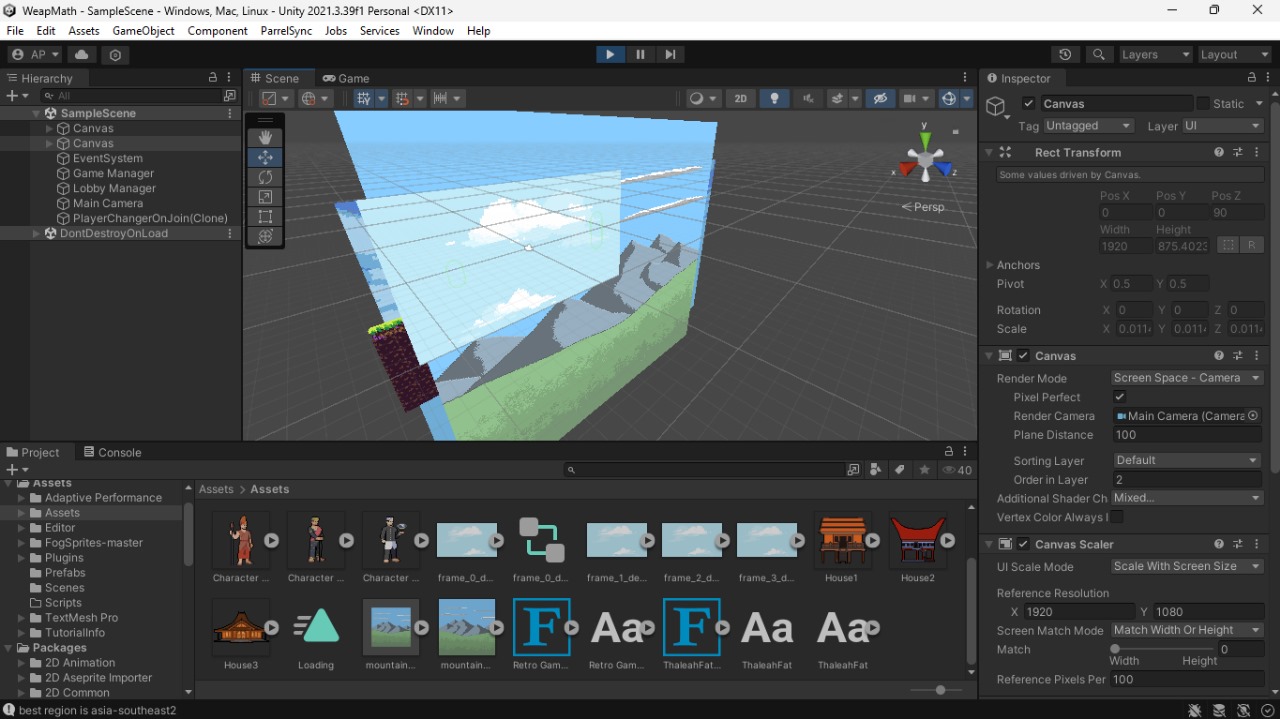 WeapMath - SampleScene - Windows, Mac, Linux - Unity 2021.3.39f1 Personal <DX11>
File Edit Assets GameObject Component ParrelSync Jobs Services Window Help
AP Layers Layout
Hierarchy
All
SampleScene
Canvas
Canvas
EventSystem
Game Manager
Lobby Manager
Main Camera
PlayerChangerOnJoin(Clone)
DontDestroyOnLoad
Scene Game
2D
y
x z
< Persp
Inspector
Canvas Static
Tag Untagged Layer UI
Rect Transform
Some values driven by Canvas.
Pos X Pos Y Pos Z
0 0 90
Width Height
1920 875.4023 R
Anchors
Pivot X 0.5 Y 0.5
Rotation X 0 Y 0 Z 0
Scale X 0.011 Y 0.011 Z 0.011
Canvas
Render Mode Screen Space - Camera
Pixel Perfect
Render Camera Main Camera (Camera
Plane Distance 100
Sorting Layer Default
Order in Layer 2
Additional Shader Ch Mixed...
Vertex Color Always I
Canvas Scaler
UI Scale Mode Scale With Screen Size
Reference Resolution
X 1920 Y 1080
Screen Match Mode Match Width Or Height
Match 0
Width Height
Reference Pixels Per 100
Project Console
40
Assets
Adaptive Performance
Assets
Editor
FogSprites-master
Plugins
Prefabs
Scenes
Scripts
TextMesh Pro
TutorialInfo
Packages
2D Animation
2D Aseprite Importer
2D Common
Assets > Assets
Character ... Character ... Character ... frame_0_d... frame_0_d... frame_1_de... frame_2_d... frame_3_d... House1 House2
F Aa F Aa Aa
House3 Loading mountain... mountain... Retro Gam... Retro Gam... ThaleahFat... ThaleahFat ThaleahFat
best region is asia-southeast2